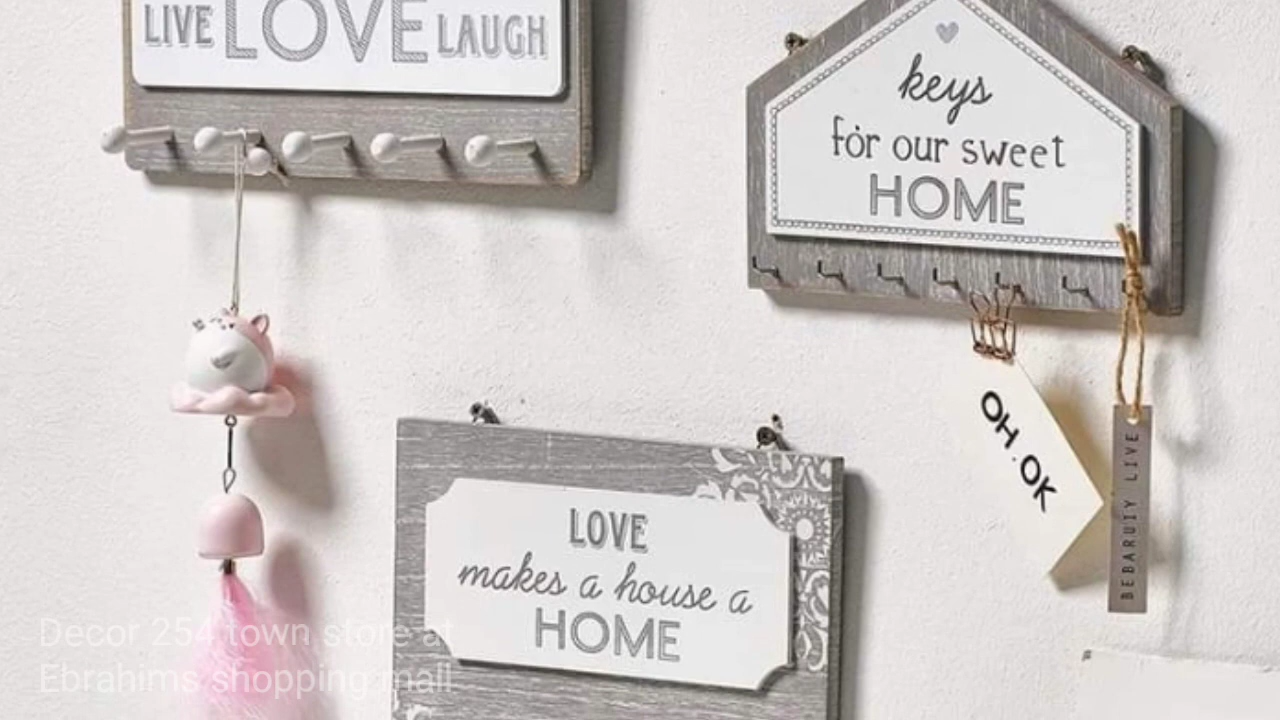 LIVE LOVE LAUGH
keys
for our sweet
HOME
OH.OK
BEBARUIY LIVE
LOVE
makes a house a
HOME
Decor 254 town store at
Ebrahims shopping mall